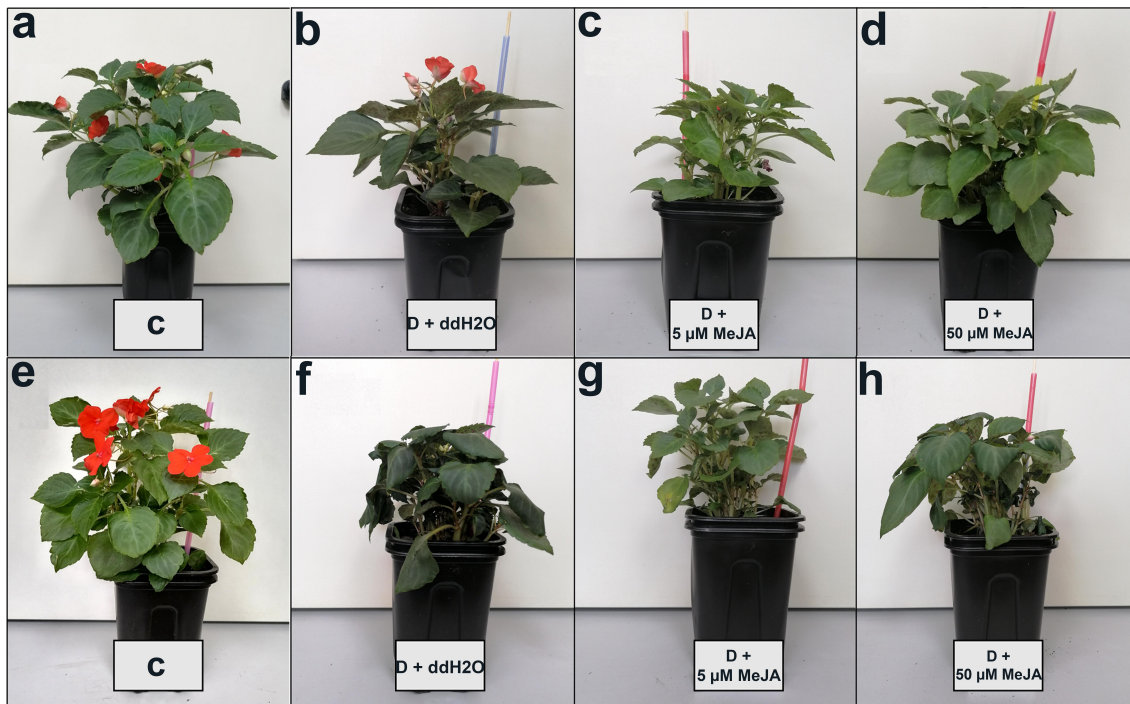 a
b
c
d
c
D + ddH2O
D +
5 µM MeJA
D +
50 µM MeJA
e
f
g
h
c
D + ddH2O
D +
5 µM MeJA
D +
50 µM MeJA